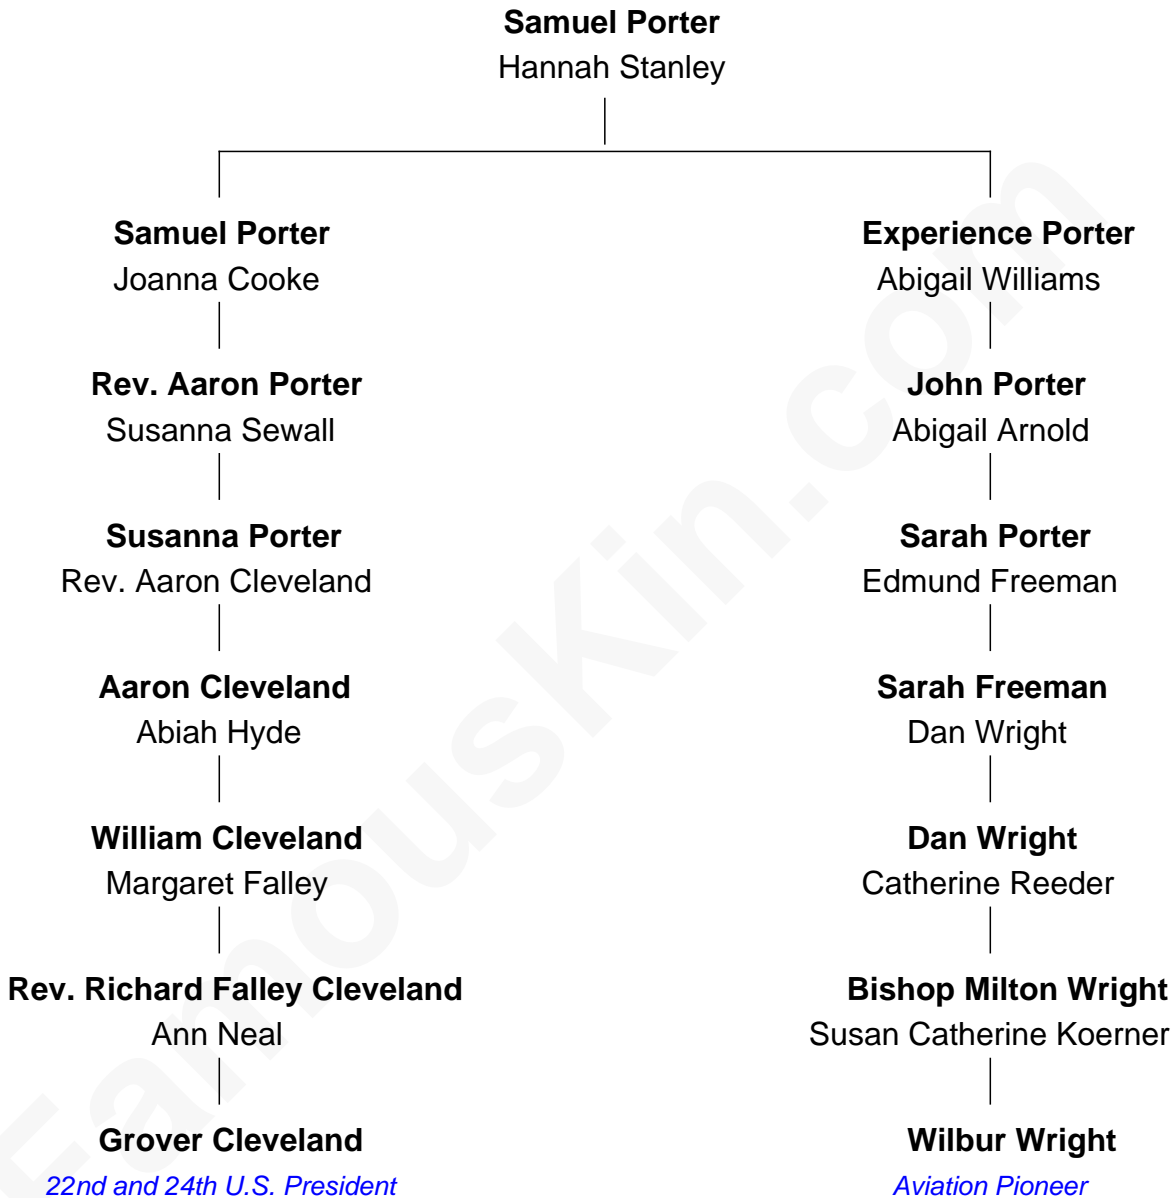 Samuel Porter
Hannah Stanley
Samuel Porter
Joanna Cooke
Experience Porter
Abigail Williams
Rev. Aaron Porter
Susanna Sewall
John Porter
Abigail Arnold
Susanna Porter
Rev. Aaron Cleveland
Sarah Porter
Edmund Freeman
Aaron Cleveland
Abiah Hyde
Sarah Freeman
Dan Wright
William Cleveland
Margaret Falley
Dan Wright
Catherine Reeder
Rev. Richard Falley Cleveland
Ann Neal
Bishop Milton Wright
Susan Catherine Koerner
Grover Cleveland
22nd and 24th U.S. President
Wilbur Wright
Aviation Pioneer
FamousKin.com